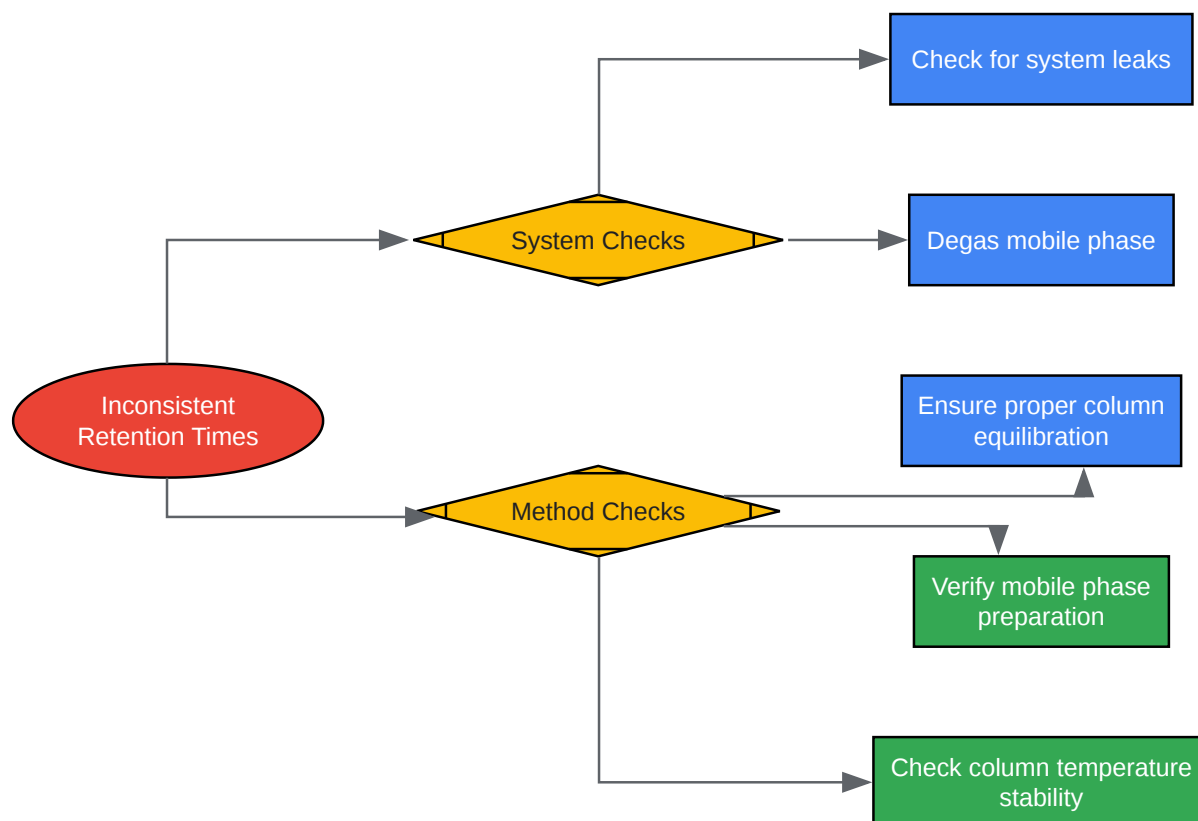 Check for system leaks
System Checks
Degas mobile phase
Inconsistent
Retention Times
Ensure proper column
equilibration
Method Checks
Verify mobile phase
preparation
Check column temperature
stability